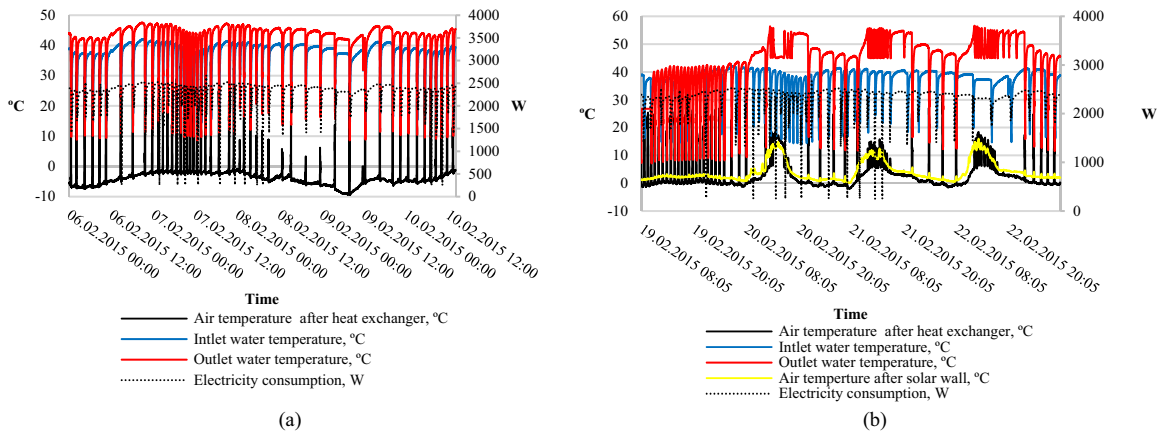 50
40
30
20
10
0
-10
ºC
4000
3500
3000
2500
2000
1500
1000
500
0
W
06.02.2015 00:00
06.02.2015 12:00
07.02.2015 00:00
07.02.2015 12:00
08.02.2015 00:00
08.02.2015 12:00
09.02.2015 00:00
09.02.2015 12:00
10.02.2015 00:00
10.02.2015 12:00
Time
Air temperature after heat exchanger, ºC
Intlet water temperature, ºC
Outlet water temperature, ºC
Electricity consumption, W
(a)
60
50
40
30
20
10
0
-10
ºC
4000
3000
2000
1000
0
W
19.02.2015 08:05
19.02.2015 20:05
20.02.2015 08:05
20.02.2015 20:05
21.02.2015 08:05
21.02.2015 20:05
22.02.2015 08:05
22.02.2015 20:05
Time
Air temperature after heat exchanger, ºC
Intlet water temperature, ºC
Outlet water temperature, ºC
Air temperture after solar wall, ºC
Electricity consumption, W
(b)